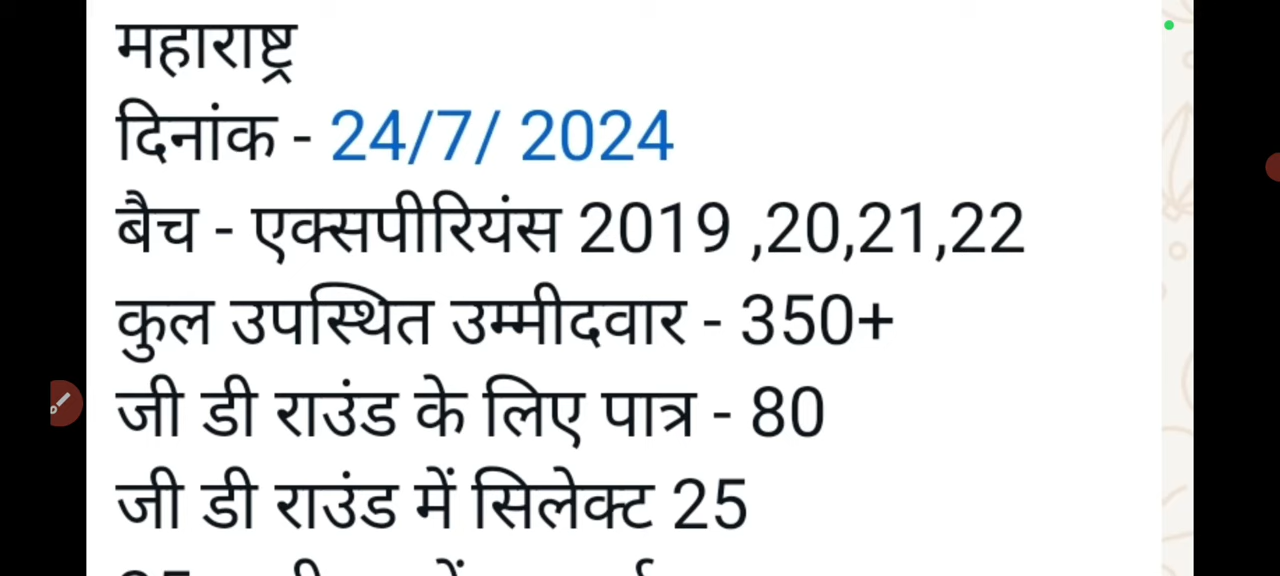 महाराष्ट्र
दिनांक - 24/7/ 2024
बैच - एक्सपीरियंस 2019 ,20,21,22
कुल उपस्थित उम्मीदवार - 350+
जी डी राउंड के लिए पात्र - 80
जी डी राउंड में सिलेक्ट 25